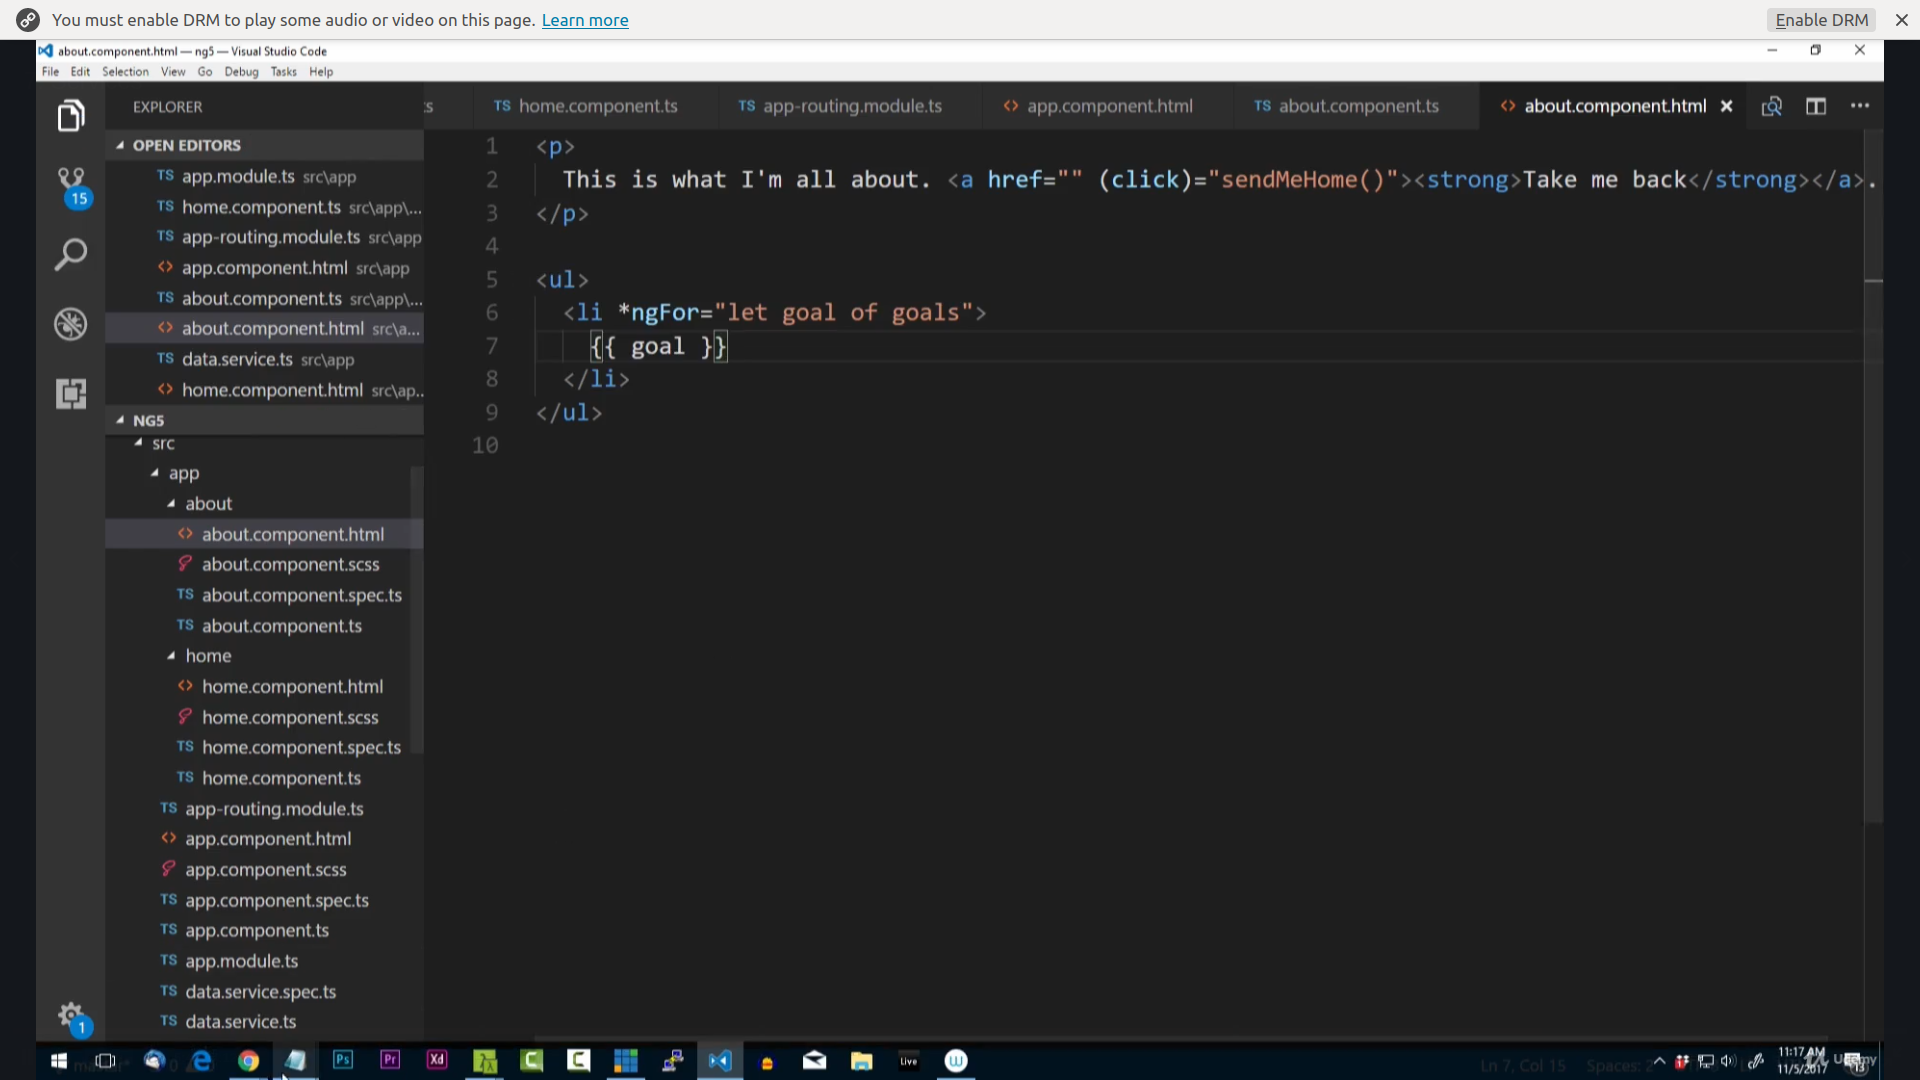 You must enable DRM to play some audio or video on this page. Learn more
Enable DRM
about.component.html — ng5 — Visual Studio Code
File Edit Selection View Go Debug Tasks Help
EXPLORER
TS home.component.ts
TS app-routing.module.ts
<> app.component.html
TS about.component.ts
<> about.component.html
OPEN EDITORS
TS app.module.ts src\app
TS home.component.ts src\app\...
TS app-routing.module.ts src\app
<> app.component.html src\app
TS about.component.ts src\app\...
<> about.component.html src\a...
TS data.service.ts src\app
<> home.component.html src\ap...
15
NG5
src
app
about
<> about.component.html
about.component.scss
TS about.component.spec.ts
TS about.component.ts
home
<> home.component.html
home.component.scss
TS home.component.spec.ts
TS home.component.ts
TS app-routing.module.ts
<> app.component.html
app.component.scss
TS app.component.spec.ts
TS app.component.ts
TS app.module.ts
TS data.service.spec.ts
TS data.service.ts
1
1 <p>
2 This is what I'm all about. <a href="" (click)="sendMeHome()"><strong>Take me back</strong></a>.
3 </p>
4
5 <ul>
6 <li *ngFor="let goal of goals">
7 {{ goal }}
8 </li>
9 </ul>
10
Ln 7, Col 15 Spaces: 2
Ps Pr Xd Live
11:17 AM
11/5/2017
Udemy
13